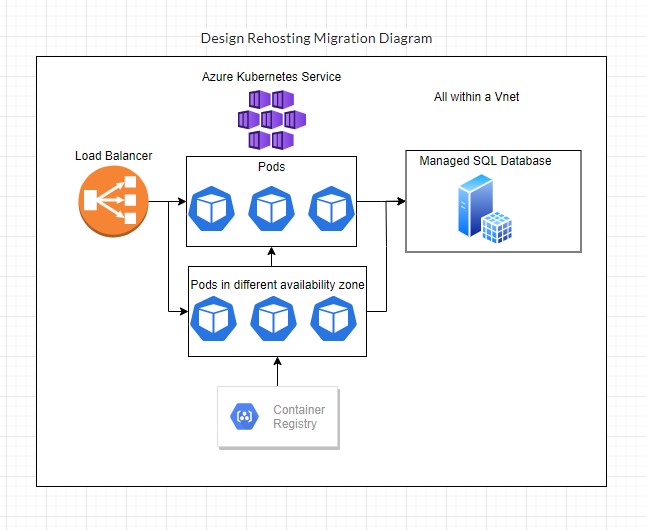 Design Rehosting Migration Diagram
Azure Kubernetes Service
All within a Vnet
Load Balancer
Pods
Managed SQL Database
Pods in different availability zone
Container
Registry